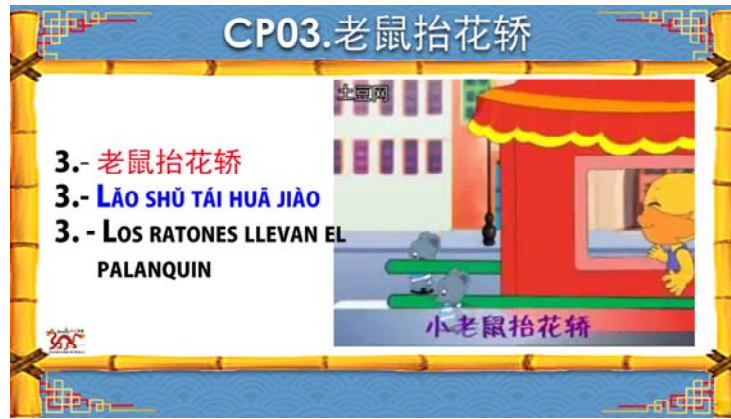 CP03.老鼠抬花轿
土豆网
3.- 老鼠抬花轿
3.- LǍO SHǓ TÁI HUĀ JIÀO
3. - LOS RATONES LLEVAN EL
PALANQUIN
小老鼠抬花轿